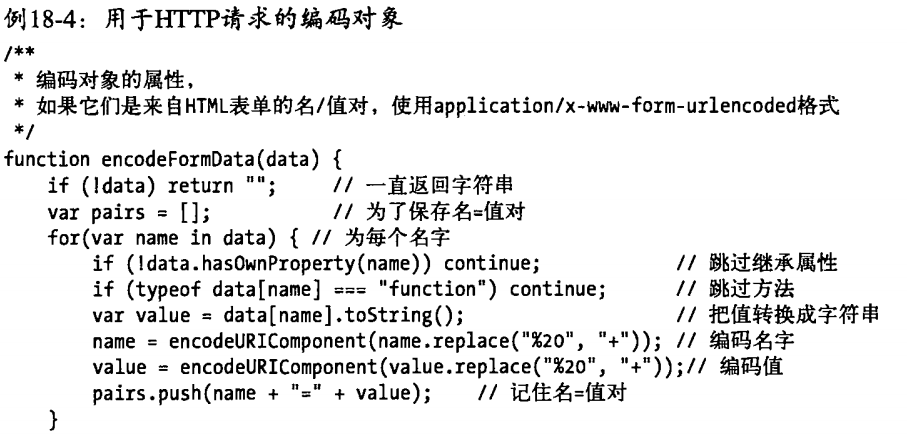 例18-4：用于HTTP请求的编码对象
/**
 * 编码对象的属性，
 * 如果它们是来自HTML表单的名/值对，使用application/x-www-form-urlencoded格式
 */
function encodeFormData(data) {
    if (!data) return "";     // 一直返回字符串
    var pairs = [];           // 为了保存名=值对
    for(var name in data) { // 为每个名字
        if (!data.hasOwnProperty(name)) continue;            // 跳过继承属性
        if (typeof data[name] === "function") continue;      // 跳过方法
        var value = data[name].toString();                   // 把值转换成字符串
        name = encodeURIComponent(name.replace("%20", "+")); // 编码名字
        value = encodeURIComponent(value.replace("%20", "+"));// 编码值
        pairs.push(name + "=" + value);    // 记住名=值对
    }